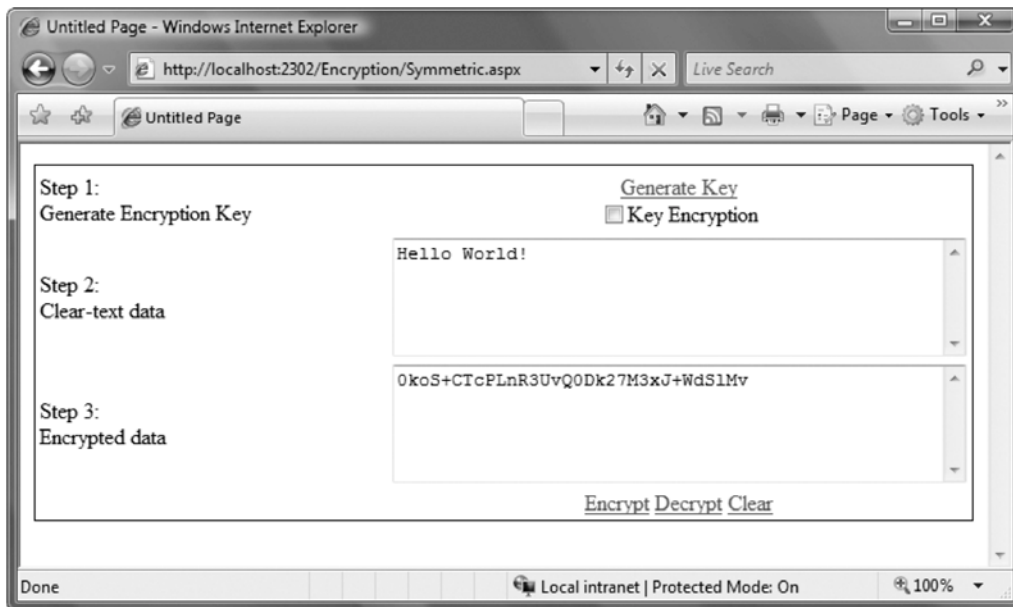 Untitled Page - Windows Internet Explorer
http://localhost:2302/Encryption/Symmetric.aspx
Live Search
Untitled Page
Page
Tools
»
Step 1:
Generate Encryption Key
Generate Key
Key Encryption
Step 2:
Clear-text data
Hello World!
Step 3:
Encrypted data
0koS+CTcPLnR3UvQ0Dk27M3xJ+WdSlMv
Encrypt Decrypt Clear
Done
Local intranet | Protected Mode: On
100%